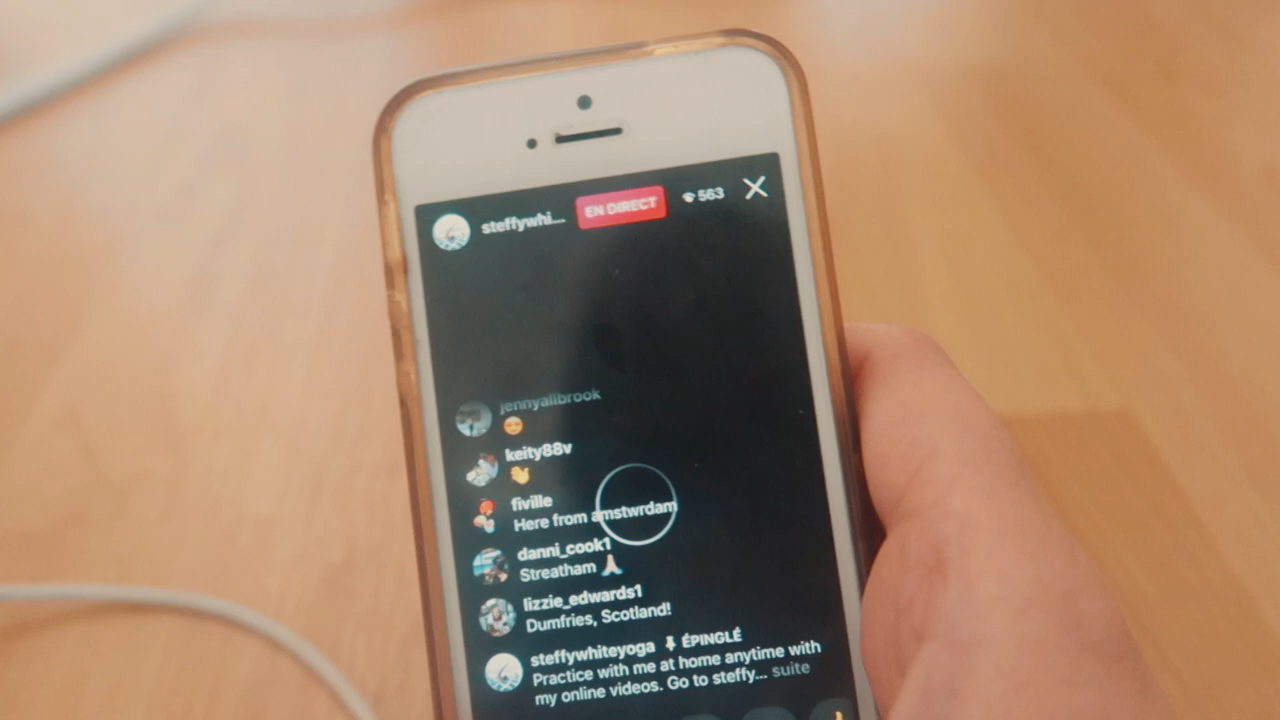 steffywhi...
EN DIRECT
563
jennyallbrook
keity88v
👋
fiville
Here from amstwrdam
danni_cook1
Streatham 🙏🏻
lizzie_edwards1
Dumfries, Scotland!
steffywhiteyoga 📌 ÉPINGLÉ
Practice with me at home anytime with
my online videos. Go to steffy... suite